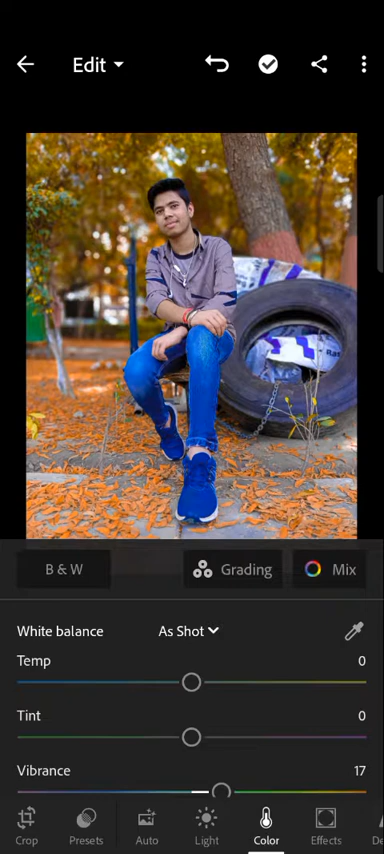 Edit
B & W
Grading
Mix
White balance
As Shot
Temp
0
Tint
0
Vibrance
17
Crop
Presets
Auto
Light
Color
Effects